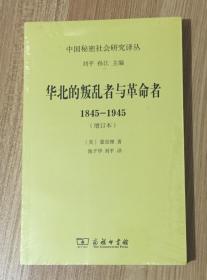 中国秘密社会研究译丛
刘平 孙江 主编
华北的叛乱者与革命者
1845—1945
（增订本）
〔美〕裴宜理 著
池子华 刘平 译
商务印书馆